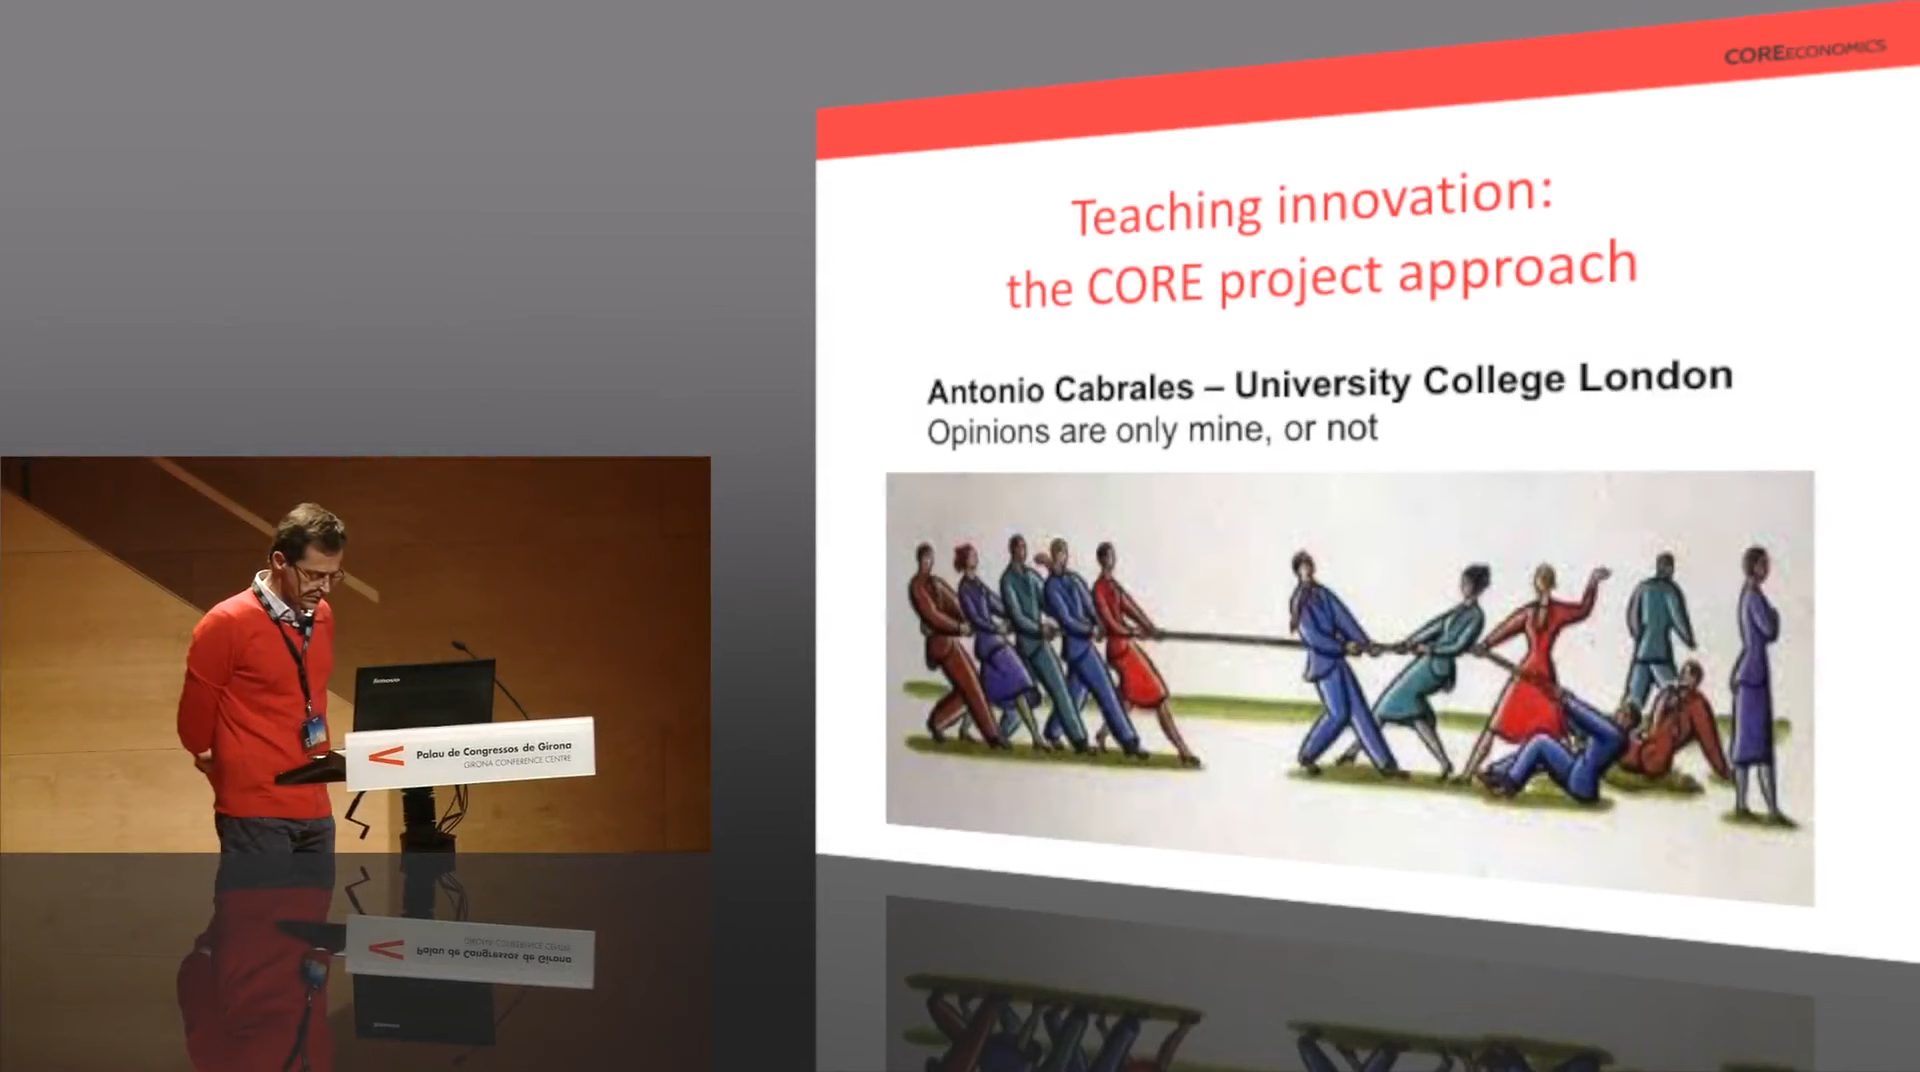 COREECONOMICS
Teaching innovation:
the CORE project approach
Antonio Cabrales – University College London
Opinions are only mine, or not
lenovo
Palau de Congressos de Girona
GIRONA CONFERENCE CENTRE